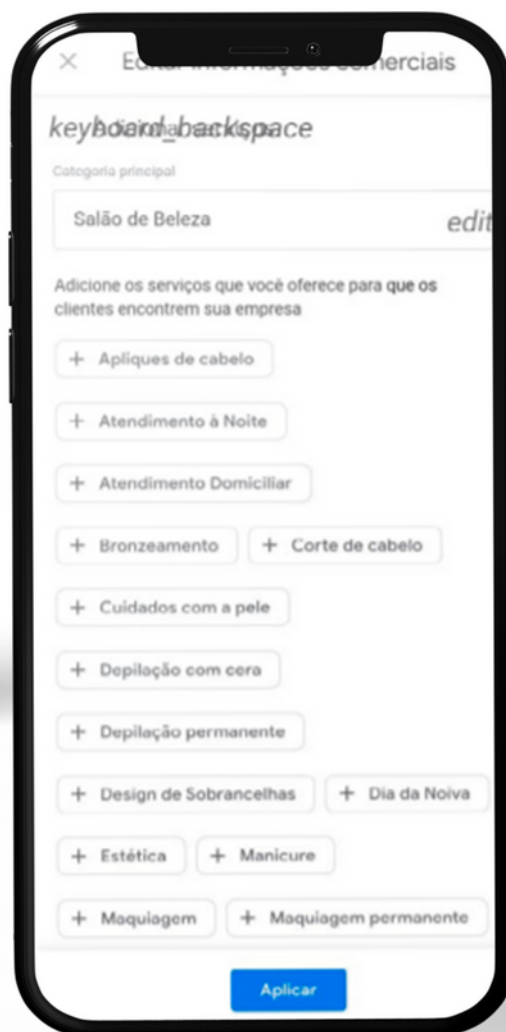 × Editar informações comerciais
keyboard_backspace Adicionar serviços
Categoria principal
Salão de Beleza edit
Adicione os serviços que você oferece para que os
clientes encontrem sua empresa
+ Apliques de cabelo
+ Atendimento à Noite
+ Atendimento Domiciliar
+ Bronzeamento + Corte de cabelo
+ Cuidados com a pele
+ Depilação com cera
+ Depilação permanente
+ Design de Sobrancelhas + Dia da Noiva
+ Estética + Manicure
+ Maquiagem + Maquiagem permanente
Aplicar